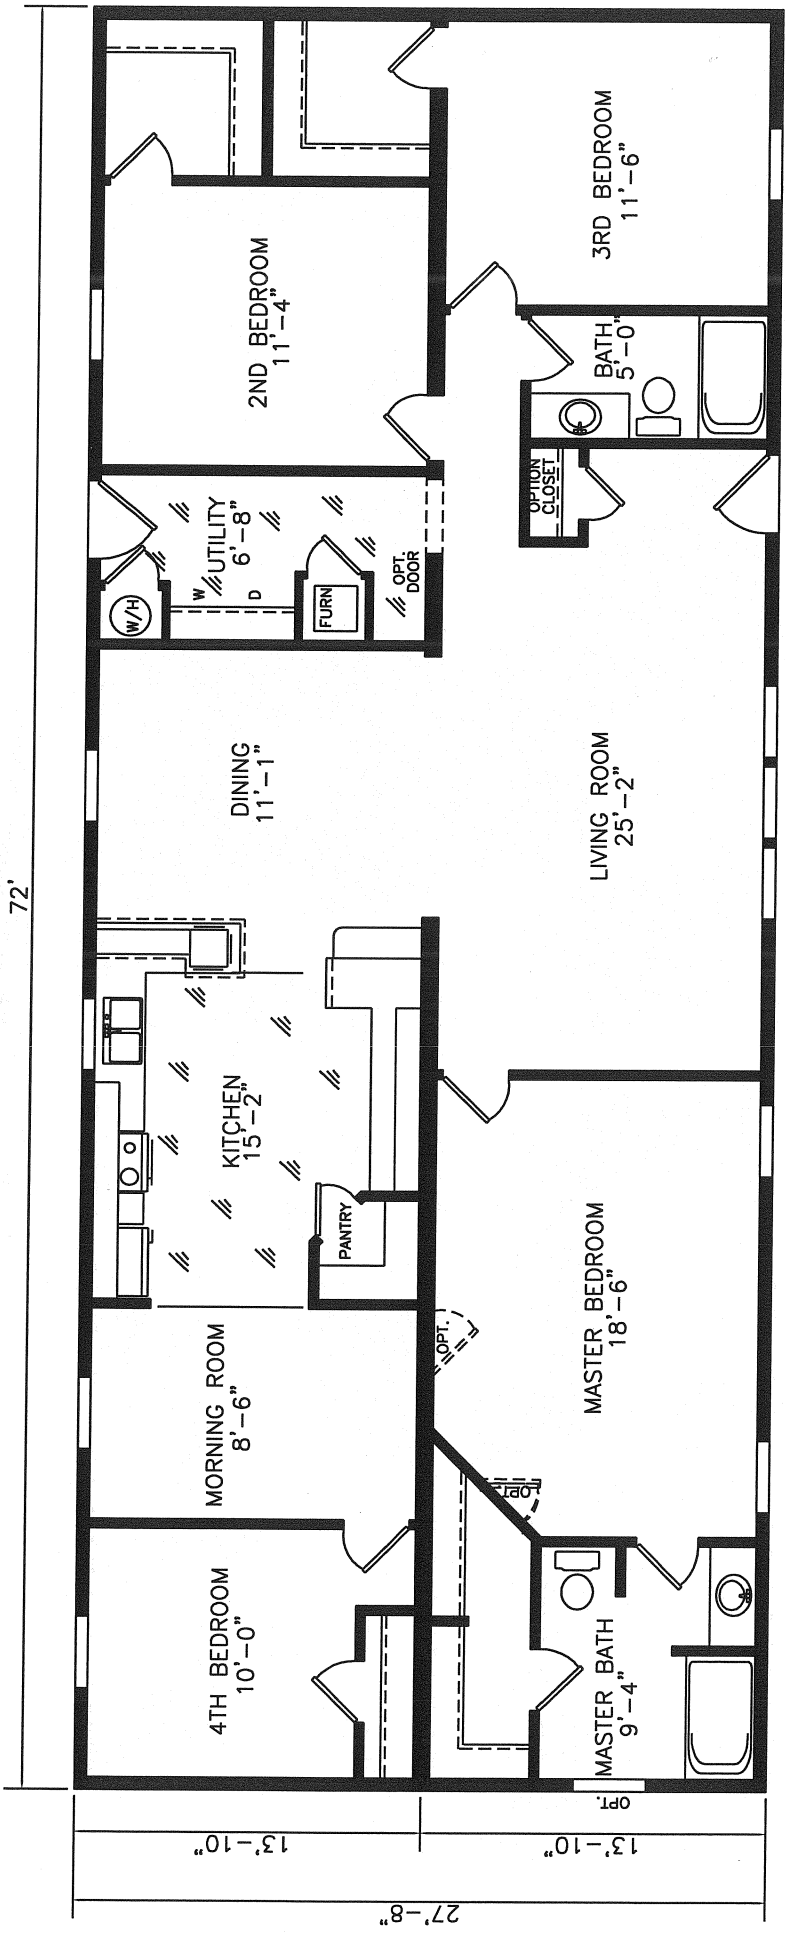 72'
2ND BEDROOM
11'-4"
3RD BEDROOM
11'-6"
BATH
5'-0"
OPTION
CLOSET
UTILITY
6'-8"
W/H
W
D
FURN
OPT.
DOOR
DINING
11'-1"
LIVING ROOM
25'-2"
KITCHEN
15'-2"
PANTRY
MORNING ROOM
8'-6"
OPT.
MASTER BEDROOM
18'-6"
OPT.
4TH BEDROOM
10'-0"
MASTER BATH
9'-4"
OPT.
13'-10"
13'-10"
27'-8"